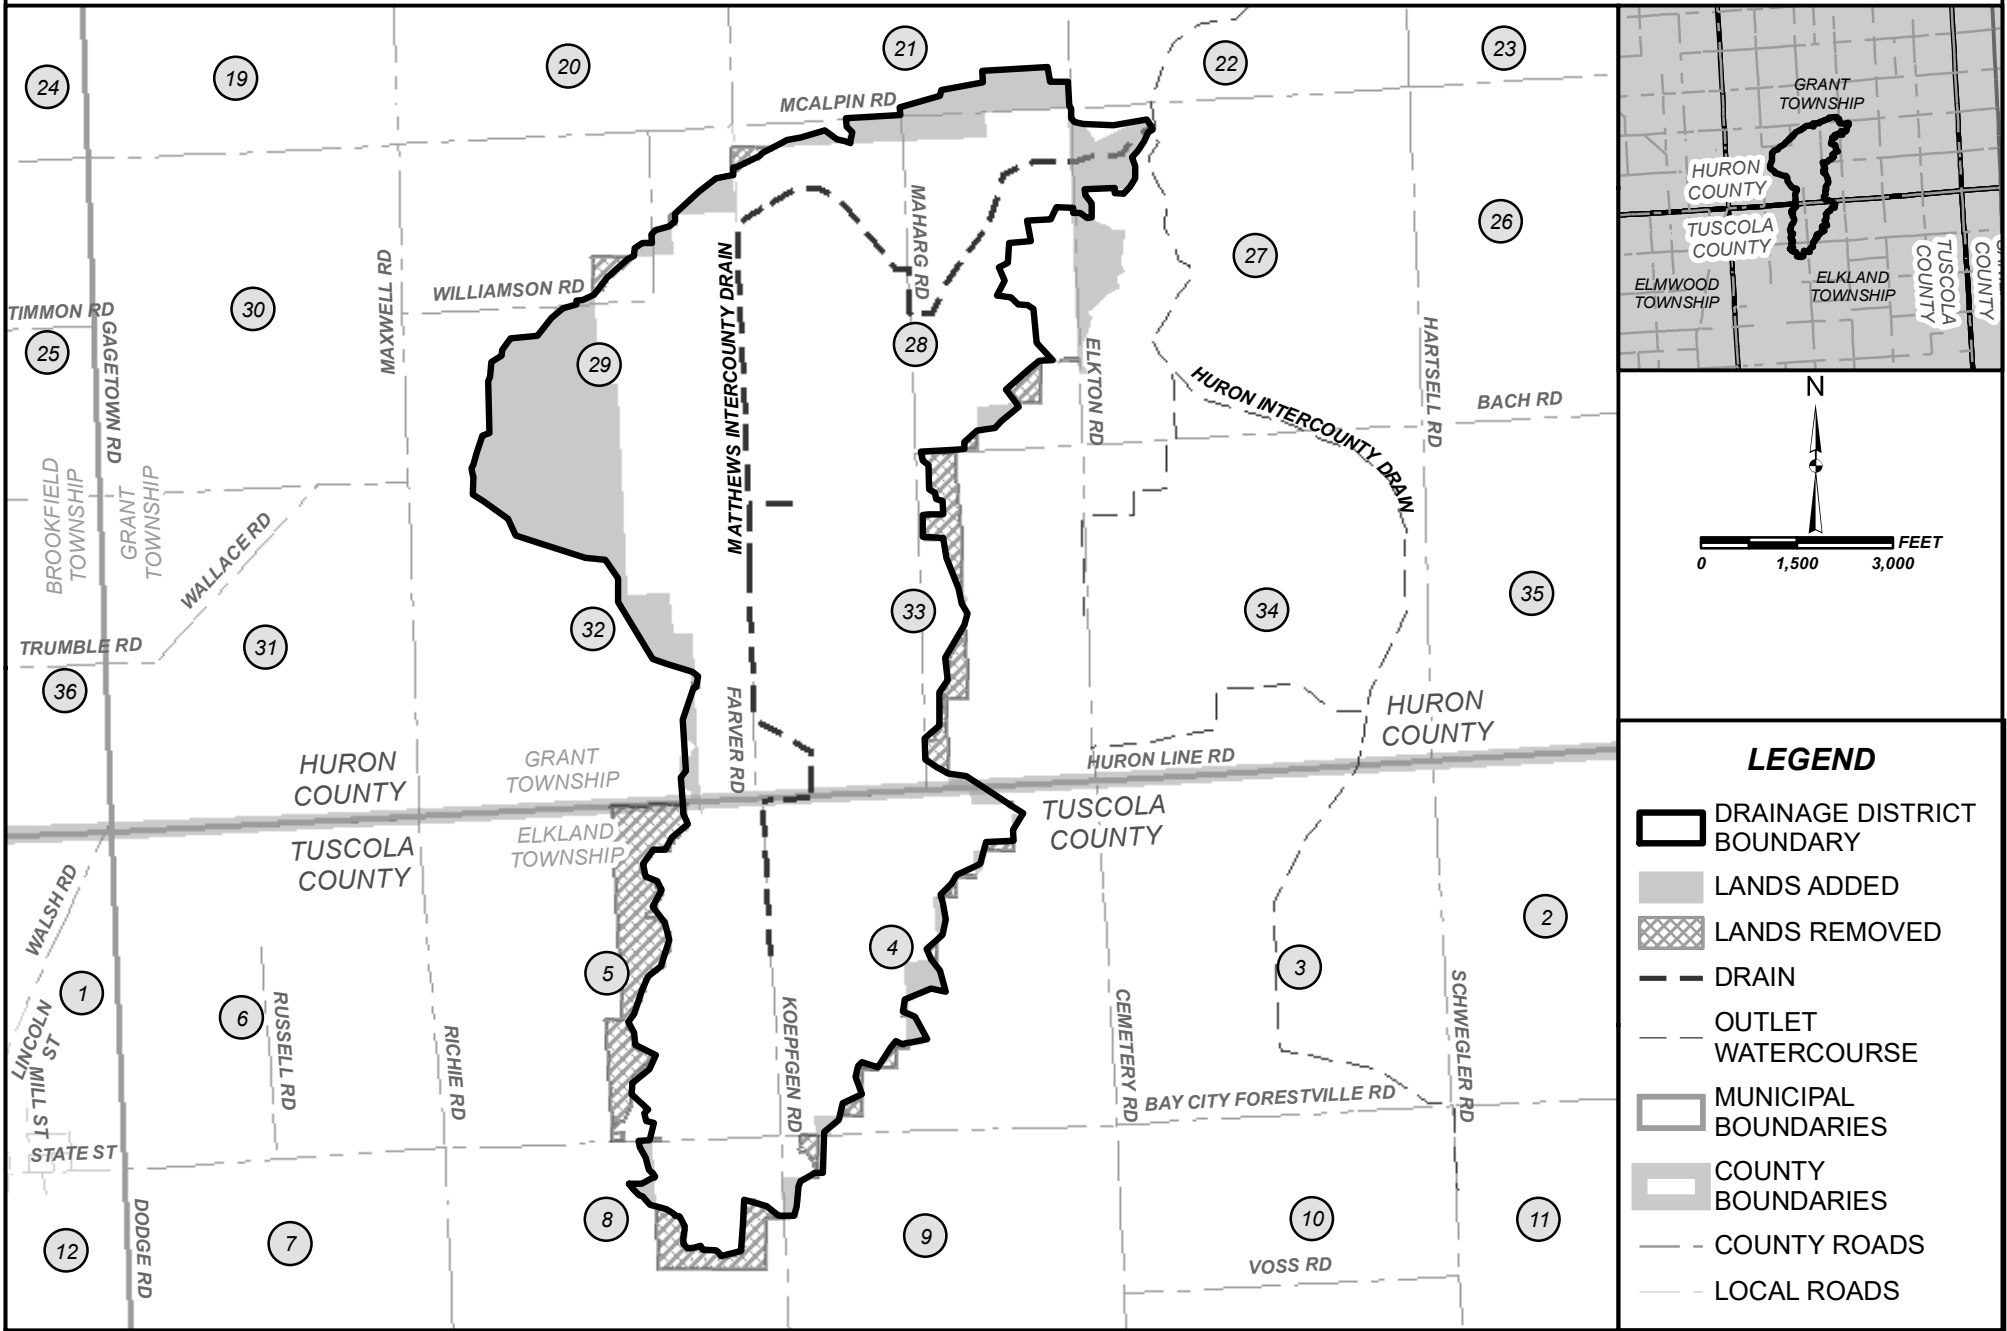 24
19
20
21
22
23
MCALPIN RD
MAXWELL RD
WILLIAMSON RD
MATTHEWS INTERCOUNTY DRAIN
MAHARG RD
27
26
TIMMON RD
30
25
GAGETOWN RD
29
28
ELKTON RD
HARTSELL RD
HURON INTERCOUNTY DRAIN
BACH RD
BROOKFIELD
TOWNSHIP
GRANT
TOWNSHIP
WALLACE RD
TRUMBLE RD
31
32
33
34
35
36
FARVER RD
HURON
COUNTY
GRANT
TOWNSHIP
HURON LINE RD
HURON
COUNTY
TUSCOLA
COUNTY
ELKLAND
TOWNSHIP
TUSCOLA
COUNTY
WALSH RD
1
LINCOLN
ST
MILL ST
STATE ST
6
RUSSELL RD
RICHIE RD
5
KOEPFGEN RD
4
CEMETERY RD
3
2
SCHWEGLER RD
BAY CITY FORESTVILLE RD
12
DODGE RD
7
8
9
10
11
VOSS RD
GRANT
TOWNSHIP
HURON
COUNTY
TUSCOLA
COUNTY
ELMWOOD
TOWNSHIP
ELKLAND
TOWNSHIP
TUSCOLA
COUNTY
COUNTY
N
FEET
0 1,500 3,000
LEGEND
DRAINAGE DISTRICT
BOUNDARY
LANDS ADDED
LANDS REMOVED
DRAIN
OUTLET
WATERCOURSE
MUNICIPAL
BOUNDARIES
COUNTY
BOUNDARIES
COUNTY ROADS
LOCAL ROADS